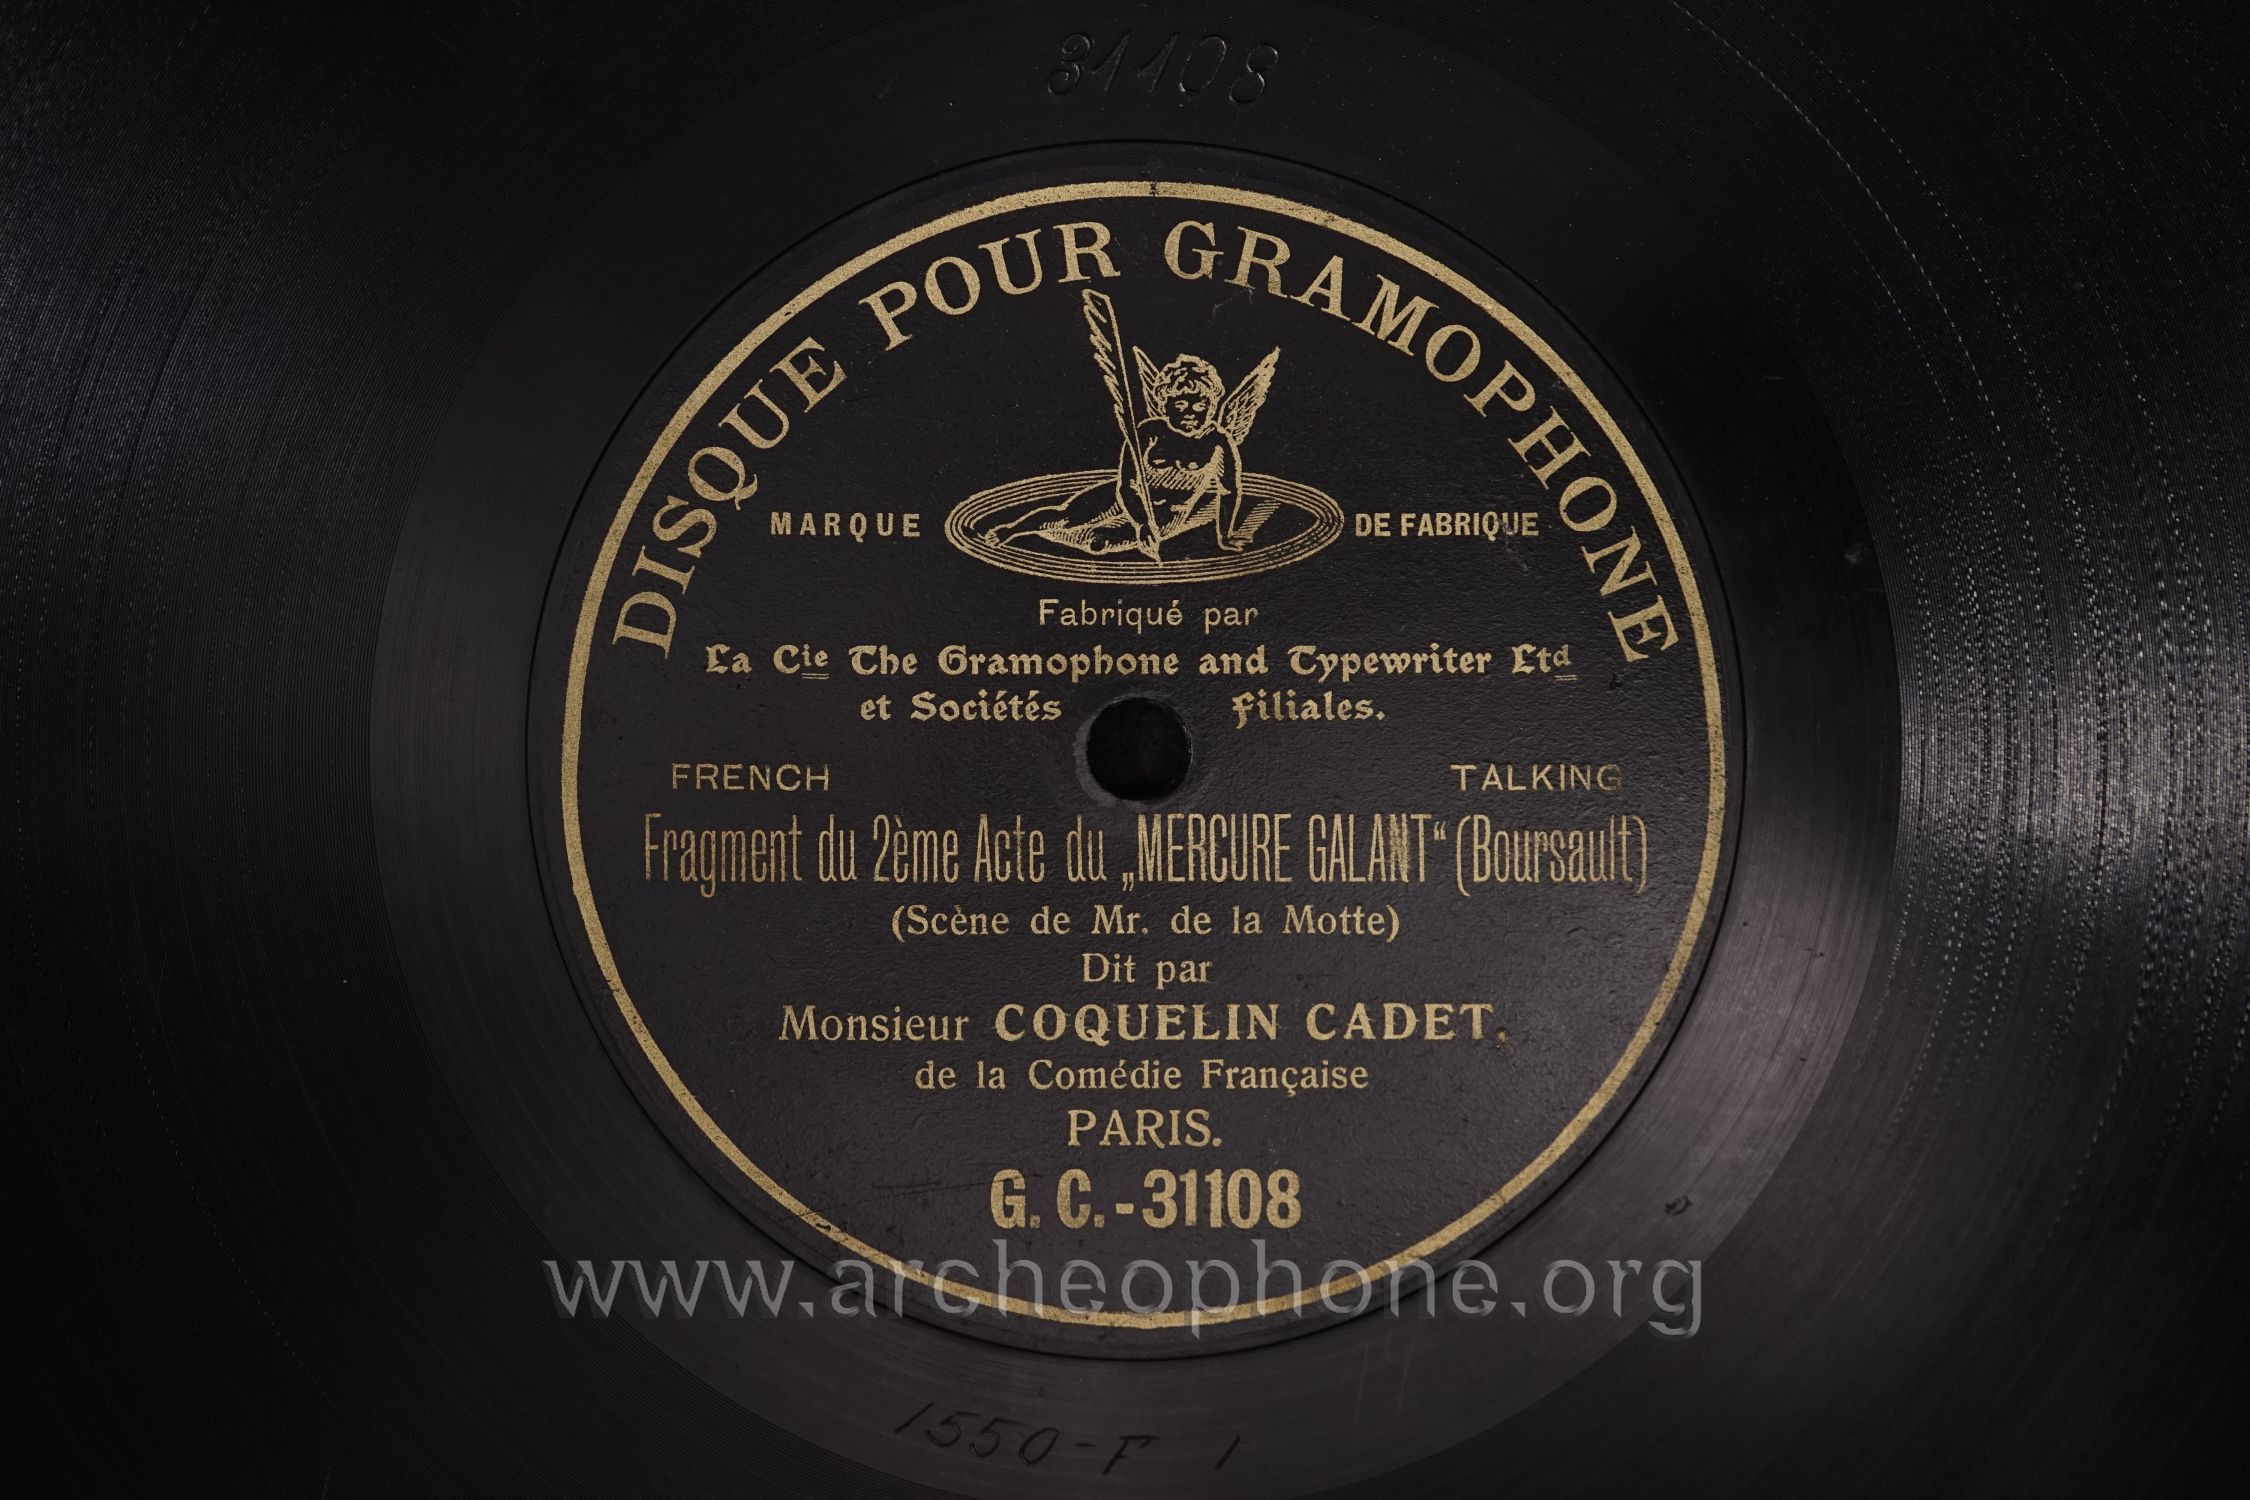 31108
DISQUE POUR GRAMOPHONE
MARQUE DE FABRIQUE
Fabriqué par
La Cie The Gramophone and Typewriter Ltd
et Sociétés Filiales.
FRENCH TALKING
Fragment du 2ème Acte du „MERCURE GALANT“ (Boursault)
(Scène de Mr. de la Motte)
Dit par
Monsieur COQUELIN CADET,
de la Comédie Française
PARIS.
G. C.-31108
www.archeophone.org
1550-F 1